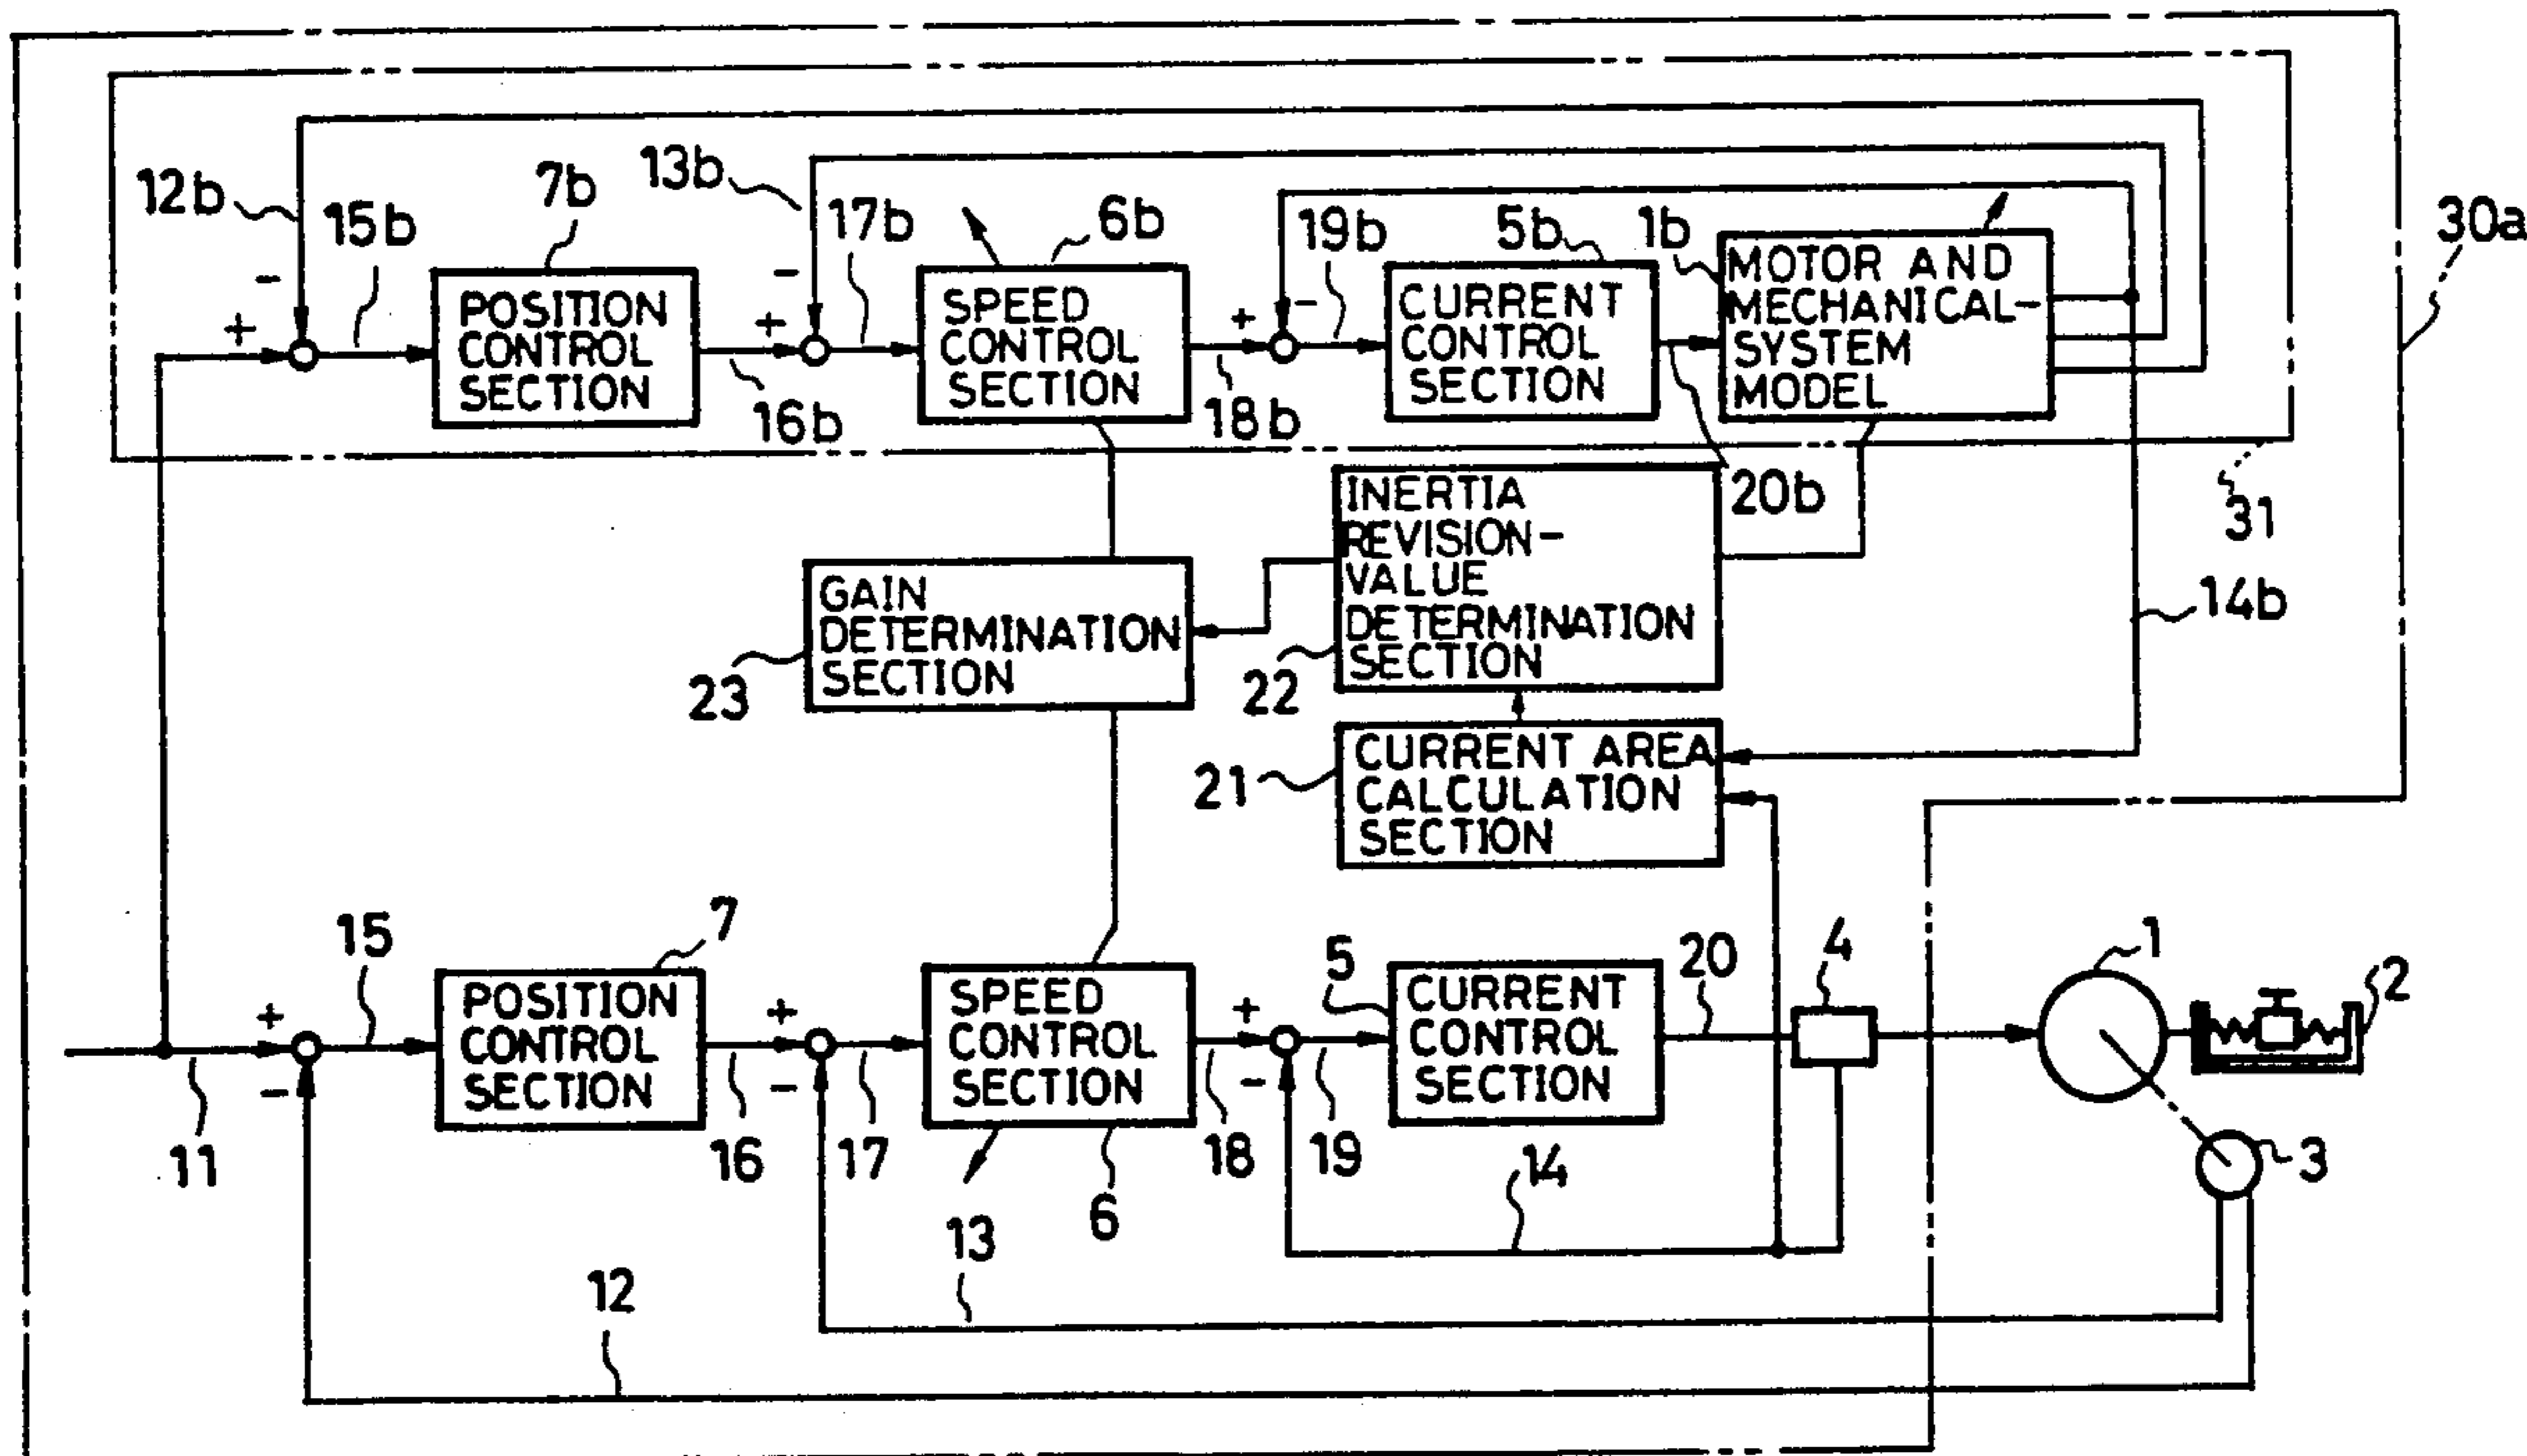 12b
15b
7b
13b
17b
6b
19b
5b
1b
30a
-
-
-
+
+
+
POSITION
CONTROL
SECTION
SPEED
CONTROL
SECTION
CURRENT
CONTROL
SECTION
MOTOR AND
MECHANICAL-
SYSTEM
MODEL
16b
18b
20b
31
INERTIA
REVISION-
VALUE
DETERMINATION
SECTION
22
GAIN
DETERMINATION
SECTION
23
14b
21
CURRENT AREA
CALCULATION
SECTION
15
7
5
20
4
1
2
+
+
+
-
-
-
POSITION
CONTROL
SECTION
SPEED
CONTROL
SECTION
CURRENT
CONTROL
SECTION
11
16
17
6
18
19
14
3
13
12